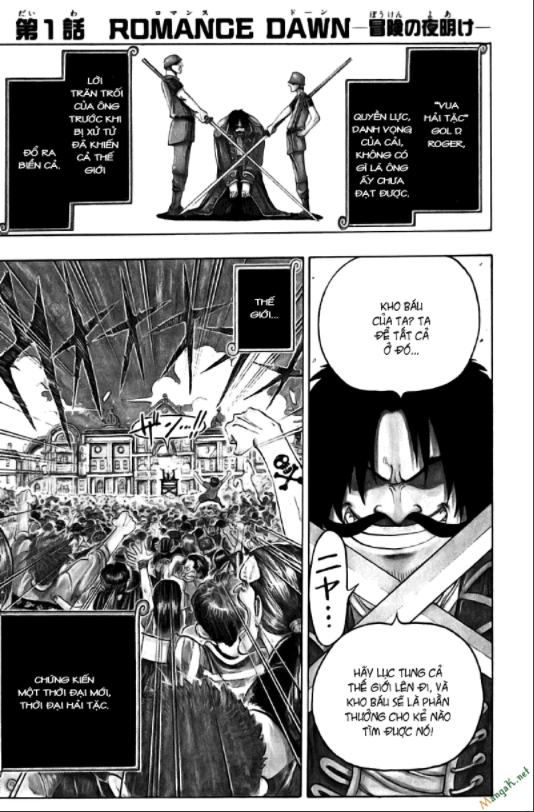 だい わ ロマンス ドーン ぼうけん よ あ
第1話 ROMANCE DAWN —冒険の夜明け—
"VUA
HẢI TẶC"
GOL D
ROGER,
QUYỀN LỰC,
DANH VỌNG
CỦA CẢI,
KHÔNG CÓ
GÌ LÀ ÔNG
ẤY CHƯA
ĐẠT ĐƯỢC.
LỜI
TRĂN TRỐI
CỦA ÔNG
TRƯỚC KHI
BỊ XỬ TỬ
ĐÃ KHIẾN
CẢ THẾ
GIỚI
ĐỔ RA
BIỂN CẢ.
KHO BÁU
CỦA TA? TA
ĐỂ TẤT CẢ
Ở ĐÓ...
ニヤ...
HÃY LỤC TUNG CẢ
THẾ GIỚI LÊN ĐI, VÀ
KHO BÁU SẼ LÀ PHẦN
THƯỞNG CHO KẺ NÀO
TÌM ĐƯỢC NÓ!
THẾ
GIỚI...
CHỨNG KIẾN
MỘT THỜI ĐẠI MỚI,
THỜI ĐẠI HẢI TẶC.
MangaK.net